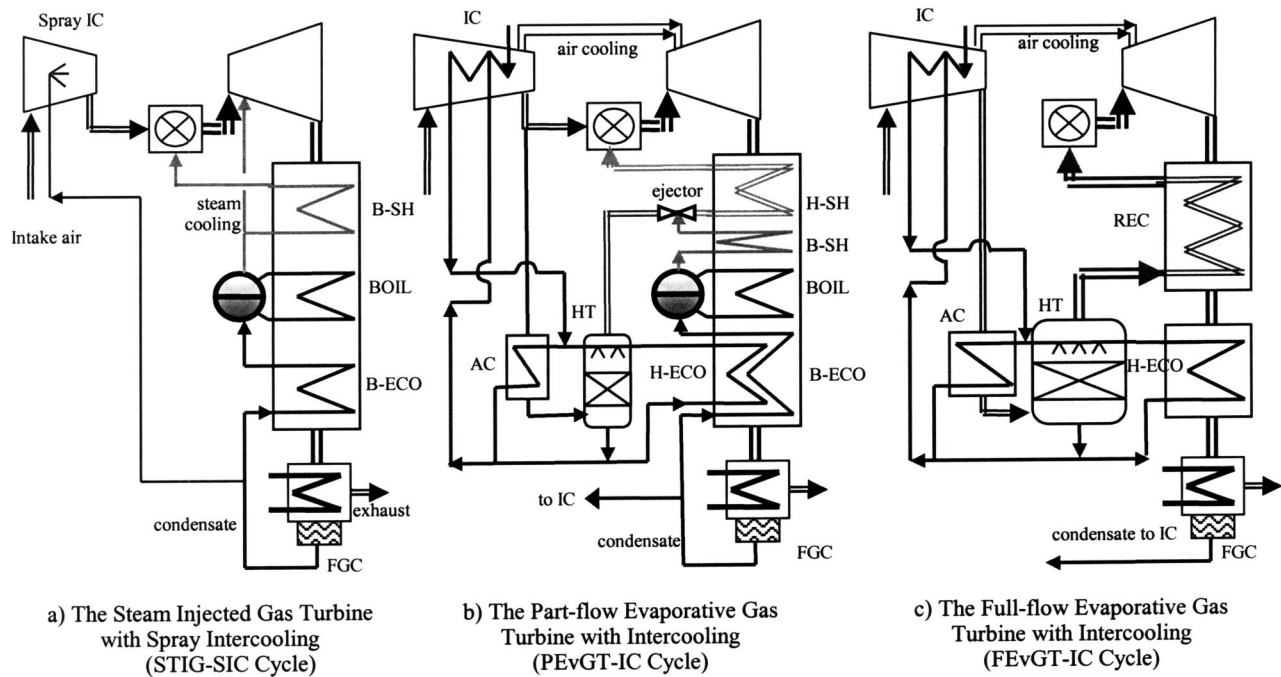 Spray IC
steam
cooling
B-SH
Intake air
BOIL
B-ECO
condensate
exhaust
FGC
a) The Steam Injected Gas Turbine
with Spray Intercooling
(STIG-SIC Cycle)
IC
air cooling
ejector
H-SH
B-SH
HT
BOIL
AC
H-ECO
B-ECO
to IC
condensate
FGC
b) The Part-flow Evaporative Gas
Turbine with Intercooling
(PEvGT-IC Cycle)
IC
air cooling
REC
HT
AC
H-ECO
condensate to IC
FGC
c) The Full-flow Evaporative Gas
Turbine with Intercooling
(FEvGT-IC Cycle)